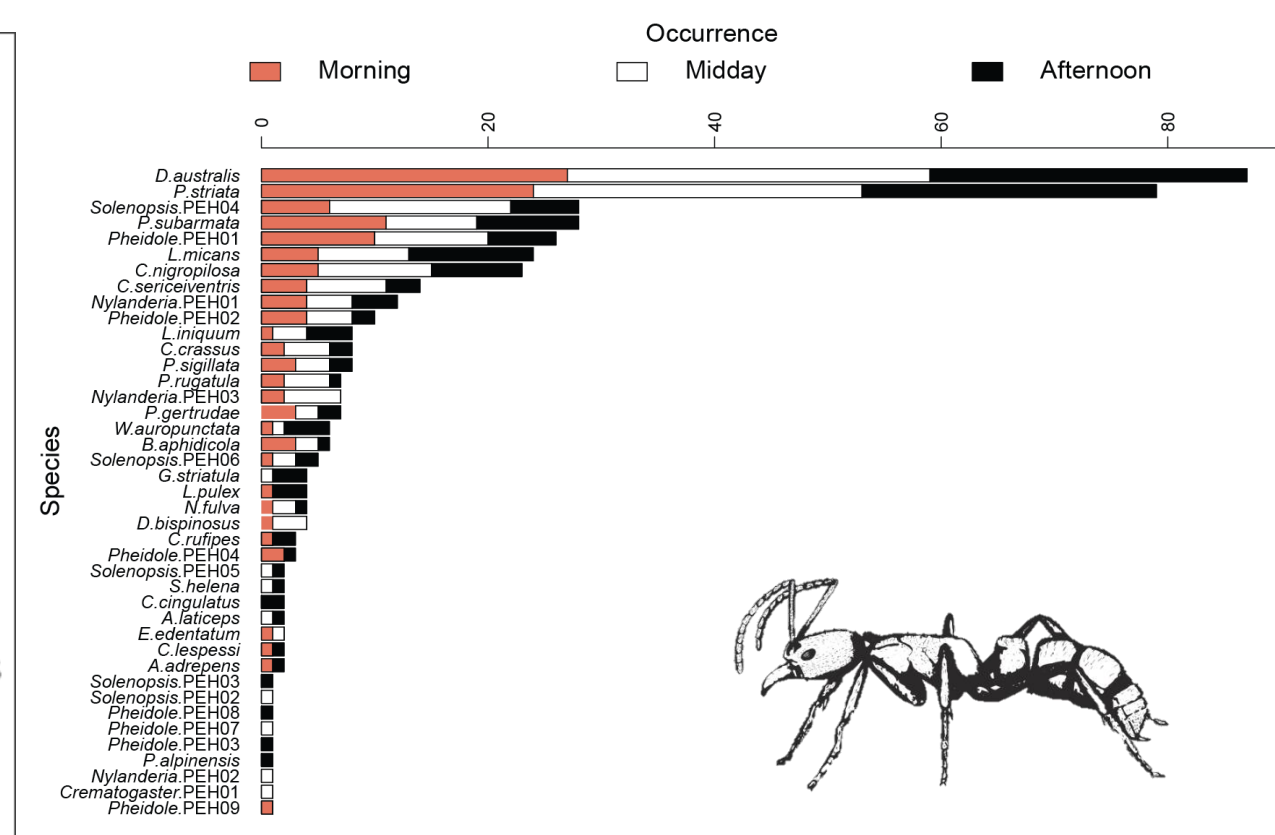 Occurrence
Morning Midday Afternoon
0 20 40 60 80
Species
D.australis
P.striata
Solenopsis.PEH04
P.subarmata
Pheidole.PEH01
L.micans
C.nigropilosa
C.sericeiventris
Nylanderia.PEH01
Pheidole.PEH02
L.iniquum
C.crassus
P.sigillata
P.rugatula
Nylanderia.PEH03
P.gertrudae
W.auropunctata
B.aphidicola
Solenopsis.PEH06
G.striatula
L.pulex
N.fulva
D.bispinosus
C.rufipes
Pheidole.PEH04
Solenopsis.PEH05
S.helena
C.cingulatus
A.laticeps
E.edentatum
C.lespessi
A.adrepens
Solenopsis.PEH03
Solenopsis.PEH02
Pheidole.PEH08
Pheidole.PEH07
Pheidole.PEH03
P.alpinensis
Nylanderia.PEH02
Crematogaster.PEH01
Pheidole.PEH09